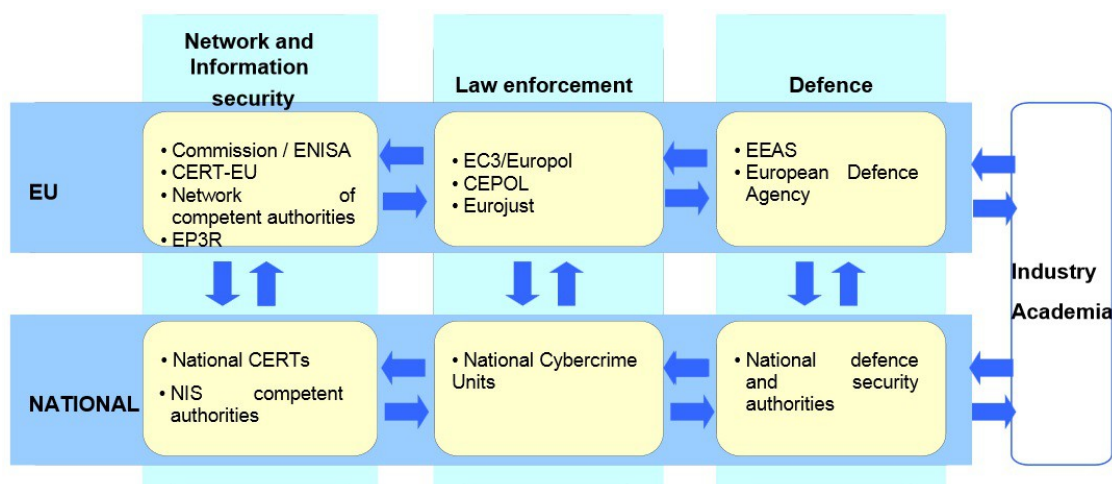 Network and
Information
security
Law enforcement
Defence
EU
• Commission / ENISA
• CERT-EU
• Network of
competent authorities
• EP3R
• EC3/Europol
• CEPOL
• Eurojust
• EEAS
• European Defence
Agency
Industry
Academia
NATIONAL
• National CERTs
• NIS competent
authorities
• National Cybercrime
Units
• National defence
and security
authorities